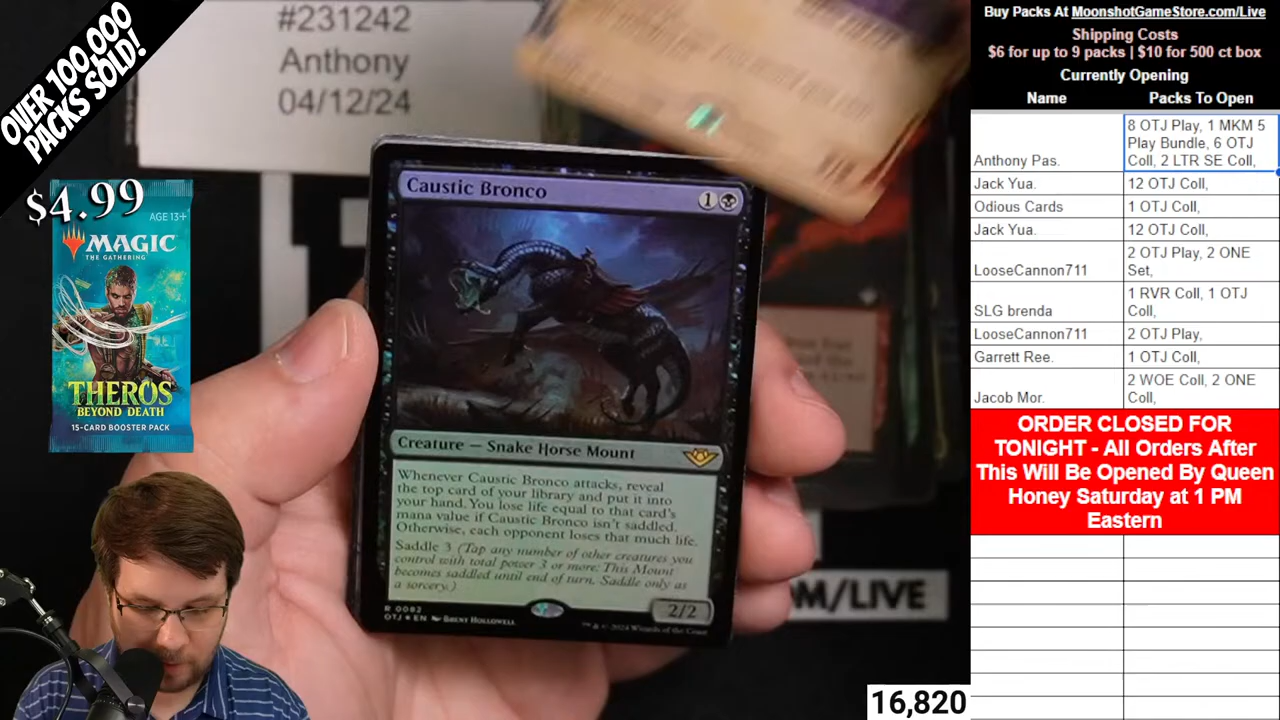 OVER 100,000
PACKS SOLD!
$4.99
AGE 13+
MAGIC
THE GATHERING
THEROS
BEYOND DEATH
15-CARD BOOSTER PACK
#231242
Anthony
04/12/24
Caustic Bronco
1
Creature — Snake Horse Mount
Whenever Caustic Bronco attacks, reveal
the top card of your library and put it into
your hand. You lose life equal to that card's
mana value if Caustic Bronco isn't saddled.
Otherwise, each opponent loses that much life.
Saddle 3 (Tap any number of other creatures you
control with total power 3 or more: This Mount
becomes saddled until end of turn. Saddle only as
a sorcery.)
2/2
R 0082
OTJ ★ EN BRENT HOLLOWELL
™ & © 2024 Wizards of the Coast
OM/LIVE
16,820
Buy Packs At MoonshotGameStore.com/Live
Shipping Costs
$6 for up to 9 packs | $10 for 500 ct box
Currently Opening
Name Packs To Open
Anthony Pas. 8 OTJ Play, 1 MKM 5
Play Bundle, 6 OTJ
Coll, 2 LTR SE Coll,
Jack Yua. 12 OTJ Coll,
Odious Cards 1 OTJ Coll,
Jack Yua. 12 OTJ Coll,
LooseCannon711 2 OTJ Play, 2 ONE
Set,
SLG brenda 1 RVR Coll, 1 OTJ
Coll,
LooseCannon711 2 OTJ Play,
Garrett Ree. 1 OTJ Coll,
Jacob Mor. 2 WOE Coll, 2 ONE
Coll,
ORDER CLOSED FOR
TONIGHT - All Orders After
This Will Be Opened By Queen
Honey Saturday at 1 PM
Eastern